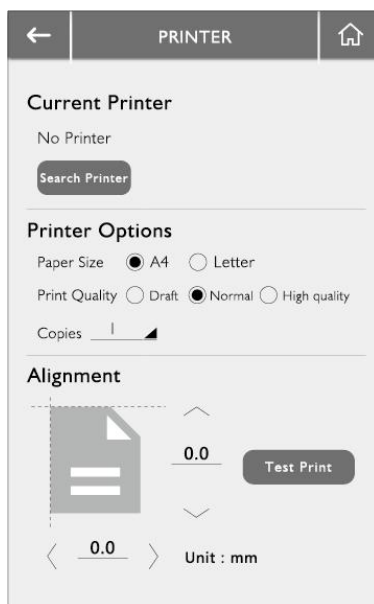 PRINTER
Current Printer
No Printer
Search Printer
Printer Options
Paper Size A4 Letter
Print Quality Draft Normal High quality
Copies 1
Alignment
0.0
Test Print
0.0 Unit : mm